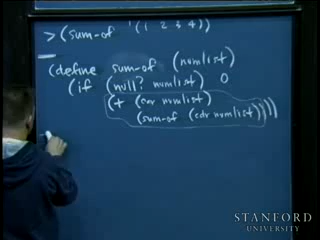 >(sum-of '(1 2 3 4))
(define sum-of (numlist)
(if (null? numlist) 0
(+ (car numlist)
(sum-of (cdr numlist)))))
STANFORD
UNIVERSITY